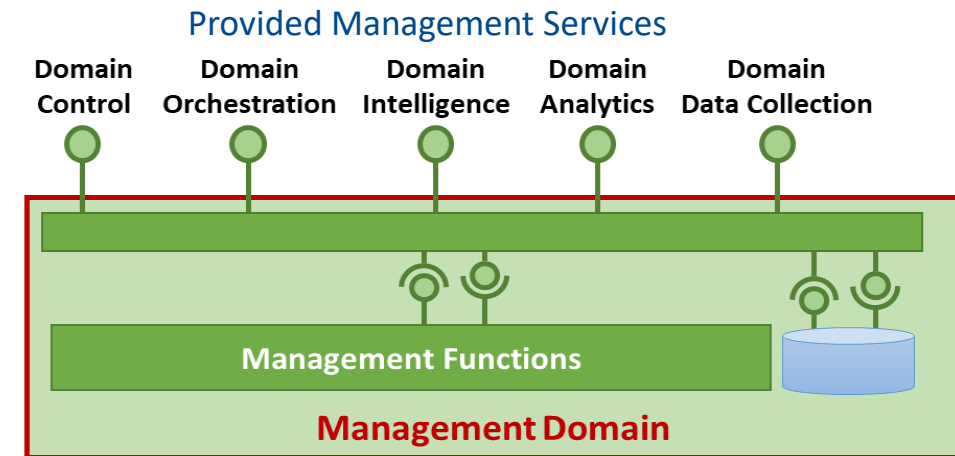 Provided Management Services
Domain Control
Domain Orchestration
Domain Intelligence
Domain Analytics
Domain Data Collection
Management Functions
Management Domain